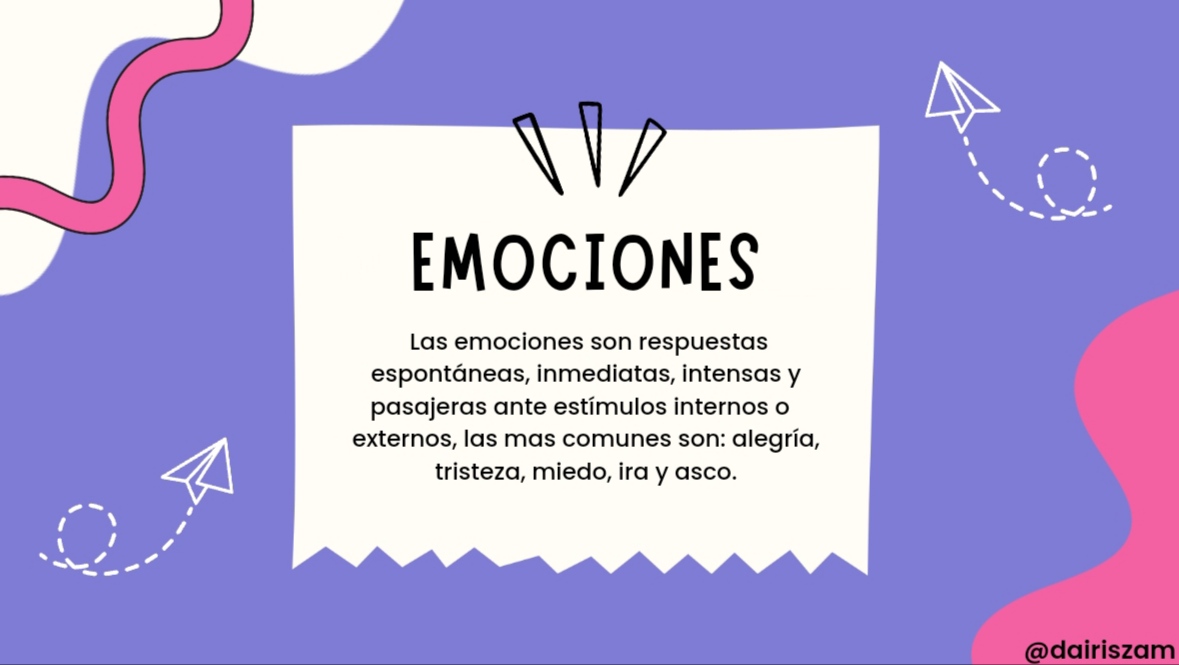 EMOCIONES
Las emociones son respuestas
espontáneas, inmediatas, intensas y
pasajeras ante estímulos internos o
externos, las mas comunes son: alegría,
tristeza, miedo, ira y asco.
@dairiszam